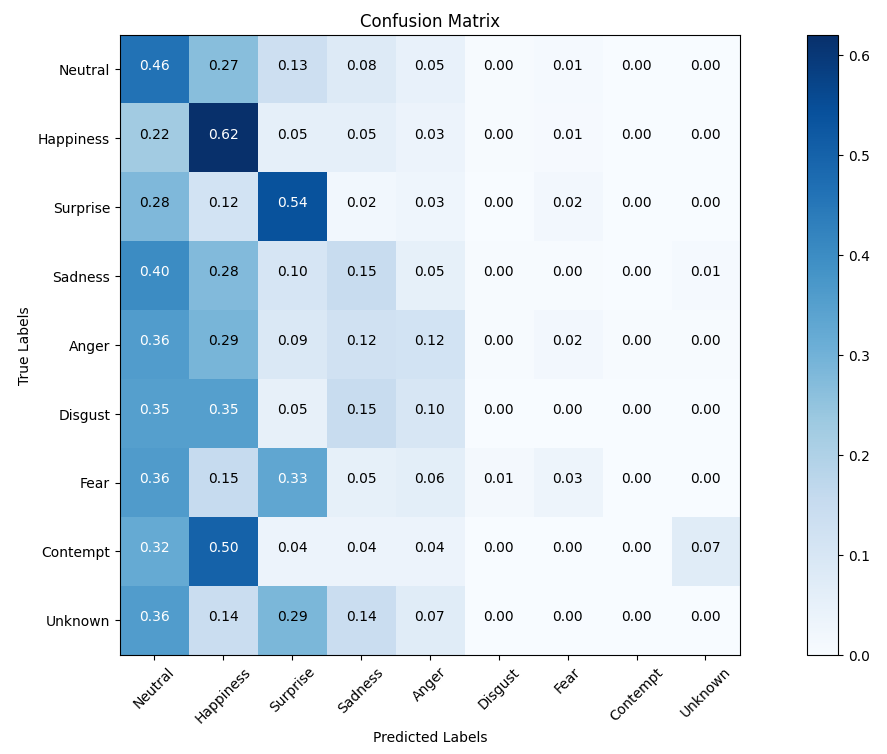 Confusion Matrix
True Labels
Neutral 0.46 0.27 0.13 0.08 0.05 0.00 0.01 0.00 0.00
Happiness 0.22 0.62 0.05 0.05 0.03 0.00 0.01 0.00 0.00
Surprise 0.28 0.12 0.54 0.02 0.03 0.00 0.02 0.00 0.00
Sadness 0.40 0.28 0.10 0.15 0.05 0.00 0.00 0.00 0.01
Anger 0.36 0.29 0.09 0.12 0.12 0.00 0.02 0.00 0.00
Disgust 0.35 0.35 0.05 0.15 0.10 0.00 0.00 0.00 0.00
Fear 0.36 0.15 0.33 0.05 0.06 0.01 0.03 0.00 0.00
Contempt 0.32 0.50 0.04 0.04 0.04 0.00 0.00 0.00 0.07
Unknown 0.36 0.14 0.29 0.14 0.07 0.00 0.00 0.00 0.00
Neutral Happiness Surprise Sadness Anger Disgust Fear Contempt Unknown
Predicted Labels
0.6
0.5
0.4
0.3
0.2
0.1
0.0